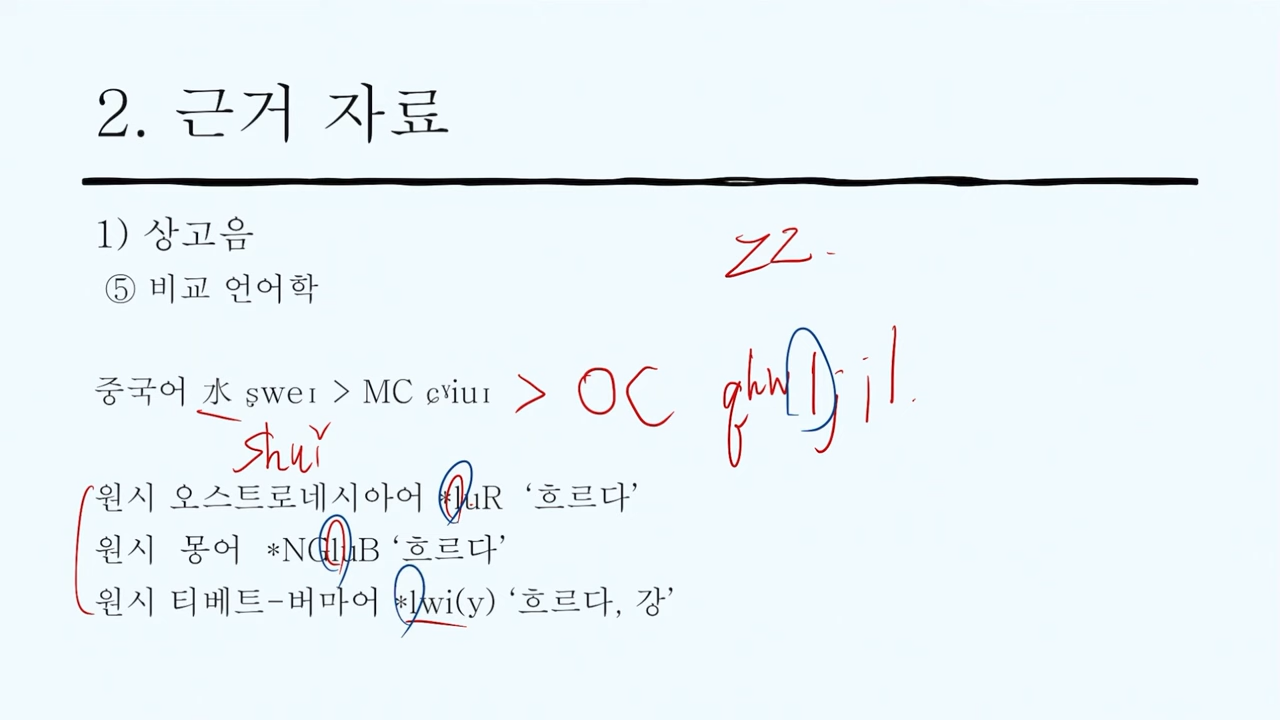 2. 근거 자료
1) 상고음
⑤ 비교 언어학
ZZ.
중국어 水 ʂweɪ > MC ɕˠiuɪ > OC qhwljil.
shuǐ
원시 오스트로네시아어 *luR ‘흐르다’
원시 몽어 *NGluB ‘흐르다’
원시 티베트-버마어 *lwi(y) ‘흐르다, 강’